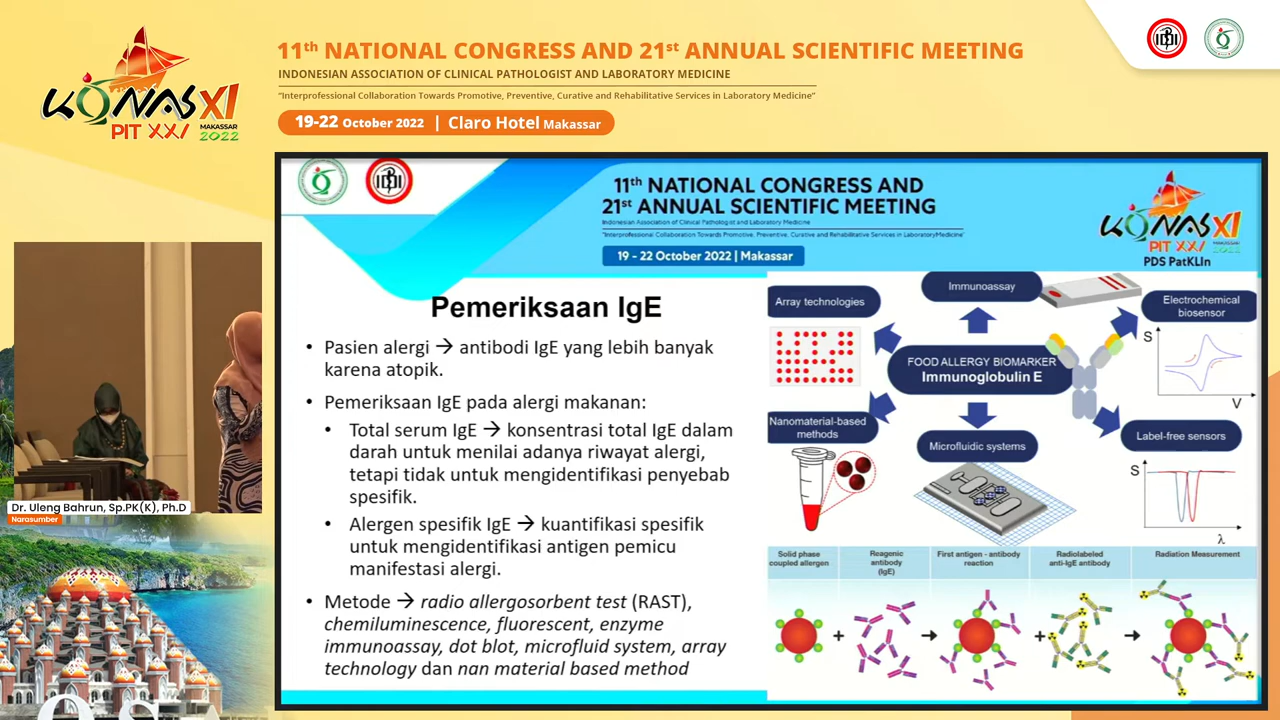 KONAS XI
PIT XXI
MAKASSAR
2022
11th NATIONAL CONGRESS AND 21st ANNUAL SCIENTIFIC MEETING
INDONESIAN ASSOCIATION OF CLINICAL PATHOLOGIST AND LABORATORY MEDICINE
"Interprofessional Collaboration Towards Promotive, Preventive, Curative and Rehabilitative Services in Laboratory Medicine"
19-22 October 2022 | Claro Hotel Makassar
11th NATIONAL CONGRESS AND
21st ANNUAL SCIENTIFIC MEETING
Indonesian Association of Clinical Pathologist and Laboratory Medicine
"Interprofessional Collaboration Towards Promotive, Preventive, Curative and Rehabilitative Services in LaboratoryMedicine"
19 - 22 October 2022 | Makassar
KONAS XI
PIT XXI
MAKASSAR
2022
PDS PatKLIn
Pemeriksaan IgE
• Pasien alergi → antibodi IgE yang lebih banyak
karena atopik.
• Pemeriksaan IgE pada alergi makanan:
• Total serum IgE → konsentrasi total IgE dalam
darah untuk menilai adanya riwayat alergi,
tetapi tidak untuk mengidentifikasi penyebab
spesifik.
• Alergen spesifik IgE → kuantifikasi spesifik
untuk mengidentifikasi antigen pemicu
manifestasi alergi.
• Metode → radio allergosorbent test (RAST),
chemiluninescence, fluorescent, enzyme
immunoassay, dot blot, microfluid system, array
technology dan nan material based method
Array technologies
Immunoassay
Electrochemical
biosensor
FOOD ALLERGY BIOMARKER
Immunoglobulin E
S
V
Nanomaterial-based
methods
Microfluidic systems
Label-free sensors
S
λ
Solid phase
coupled allergen
Reagenic
antibody
(IgE)
First antigen - antibody
reaction
Radiolabeled
anti-IgE antibody
Radiation Measurement
+
→
+
→
Dr. Uleng Bahrun, Sp.PK(K), Ph.D
Narasumber